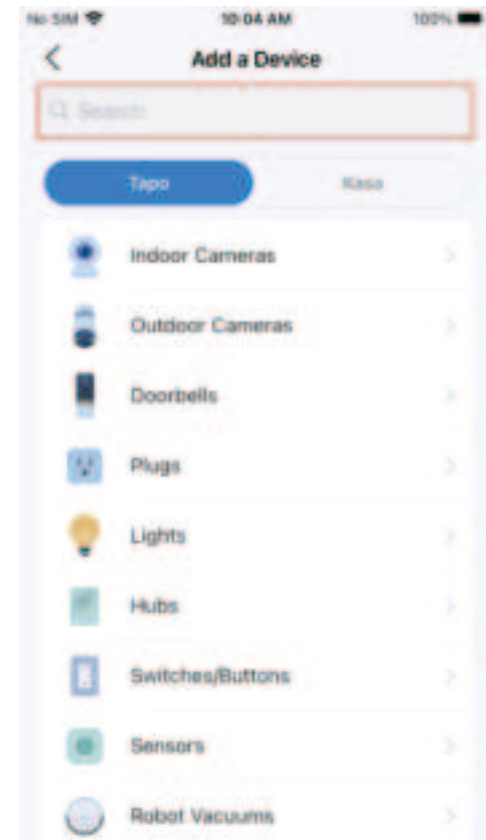 No SIM 10:04 AM 100%
Add a Device
Search
Tapo Kasa
Indoor Cameras
Outdoor Cameras
Doorbells
Plugs
Lights
Hubs
Switches/Buttons
Sensors
Robot Vacuums